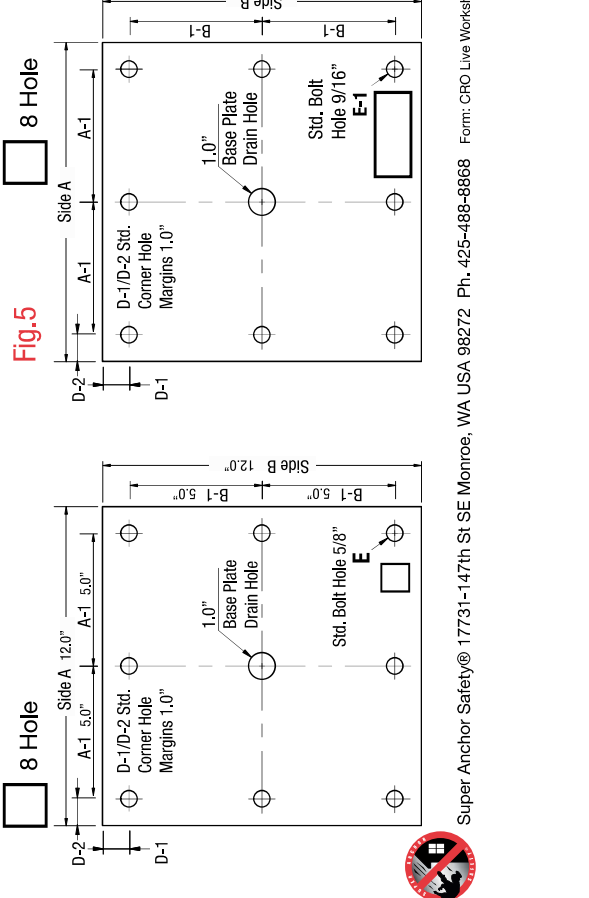 8 Hole
Side A 12.0"
A-1 5.0"
A-1 5.0"
D-2
D-1
D-1/D-2 Std.
Corner Hole
Margins 1.0"
1.0"
Base Plate
Drain Hole
Std. Bolt Hole 5/8"
E
Side B 12.0"
B-1 5.0"
B-1 5.0"
Fig.5
8 Hole
Side A
A-1
A-1
D-2
D-1
D-1/D-2 Std.
Corner Hole
Margins 1.0"
1.0"
Base Plate
Drain Hole
Std. Bolt
Hole 9/16"
E-1
Side B
B-1
B-1
Super Anchor Safety® 17731-147th St SE Monroe, WA USA 98272 Ph. 425-488-8868 Form: CRO Live Worksh